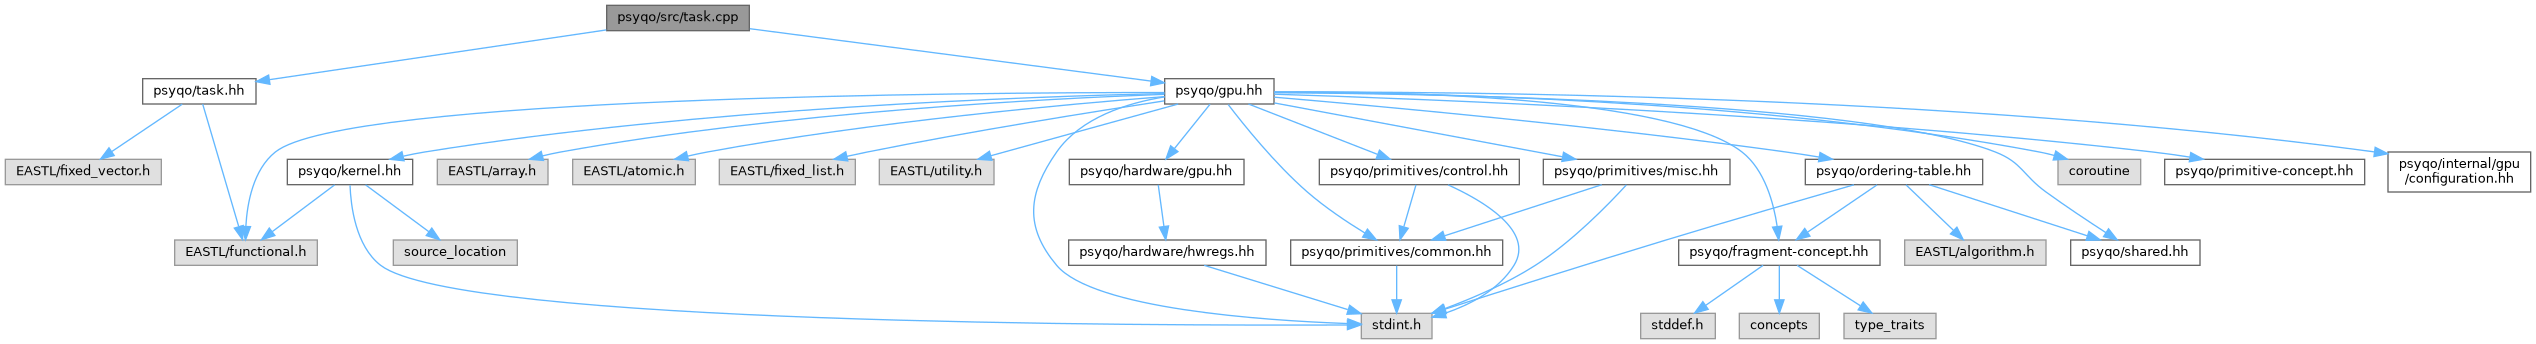 psyqo/src/task.cpp
psyqo/task.hh
psyqo/gpu.hh
EASTL/fixed_vector.h
psyqo/kernel.hh
EASTL/array.h
EASTL/atomic.h
EASTL/fixed_list.h
EASTL/utility.h
psyqo/hardware/gpu.hh
psyqo/primitives/control.hh
psyqo/primitives/misc.hh
psyqo/ordering-table.hh
coroutine
psyqo/primitive-concept.hh
psyqo/internal/gpu
/configuration.hh
EASTL/functional.h
source_location
psyqo/hardware/hwregs.hh
psyqo/primitives/common.hh
psyqo/fragment-concept.hh
EASTL/algorithm.h
psyqo/shared.hh
stdint.h
stddef.h
concepts
type_traits